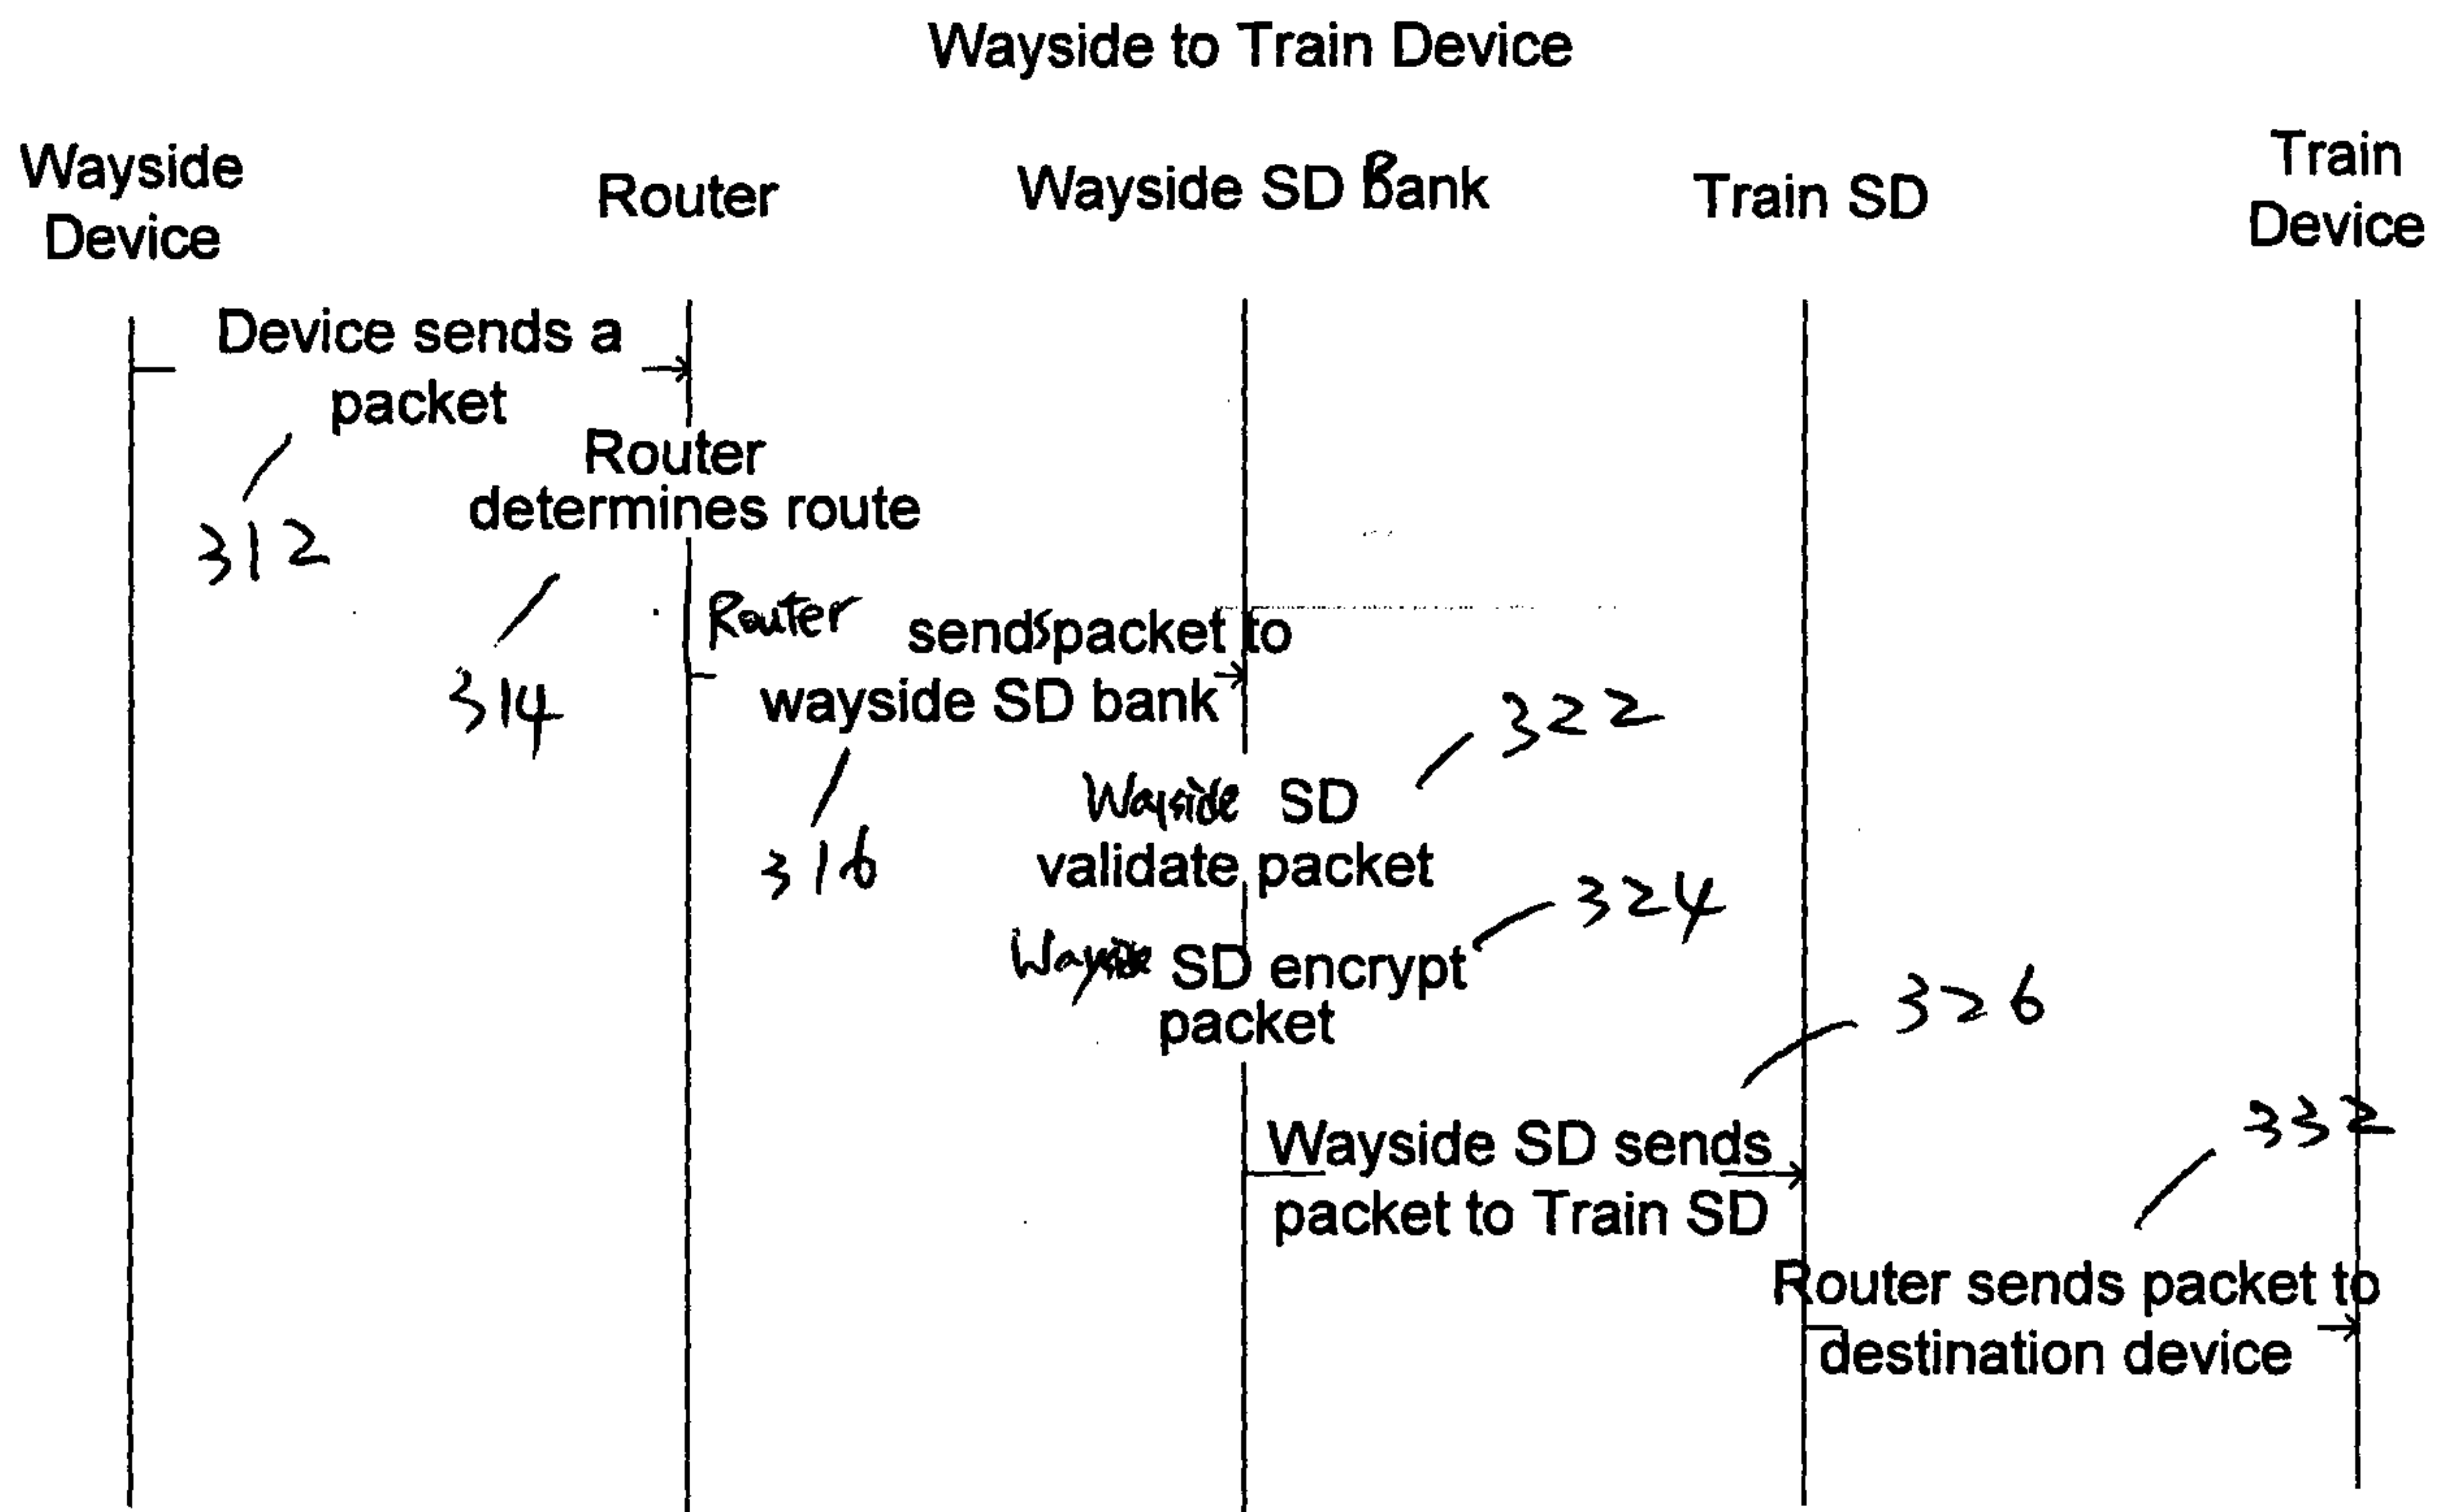 Wayside to Train Device
Wayside
Device
Router
Wayside SD Bank
Train SD
Train
Device
Device sends a
packet
312
Router
determines route
314
Router sends packet to
wayside SD bank
316
322
Wayside SD
validate packet
324
Wayside SD encrypt
packet
326
Wayside SD sends
packet to Train SD
332
Router sends packet to
destination device